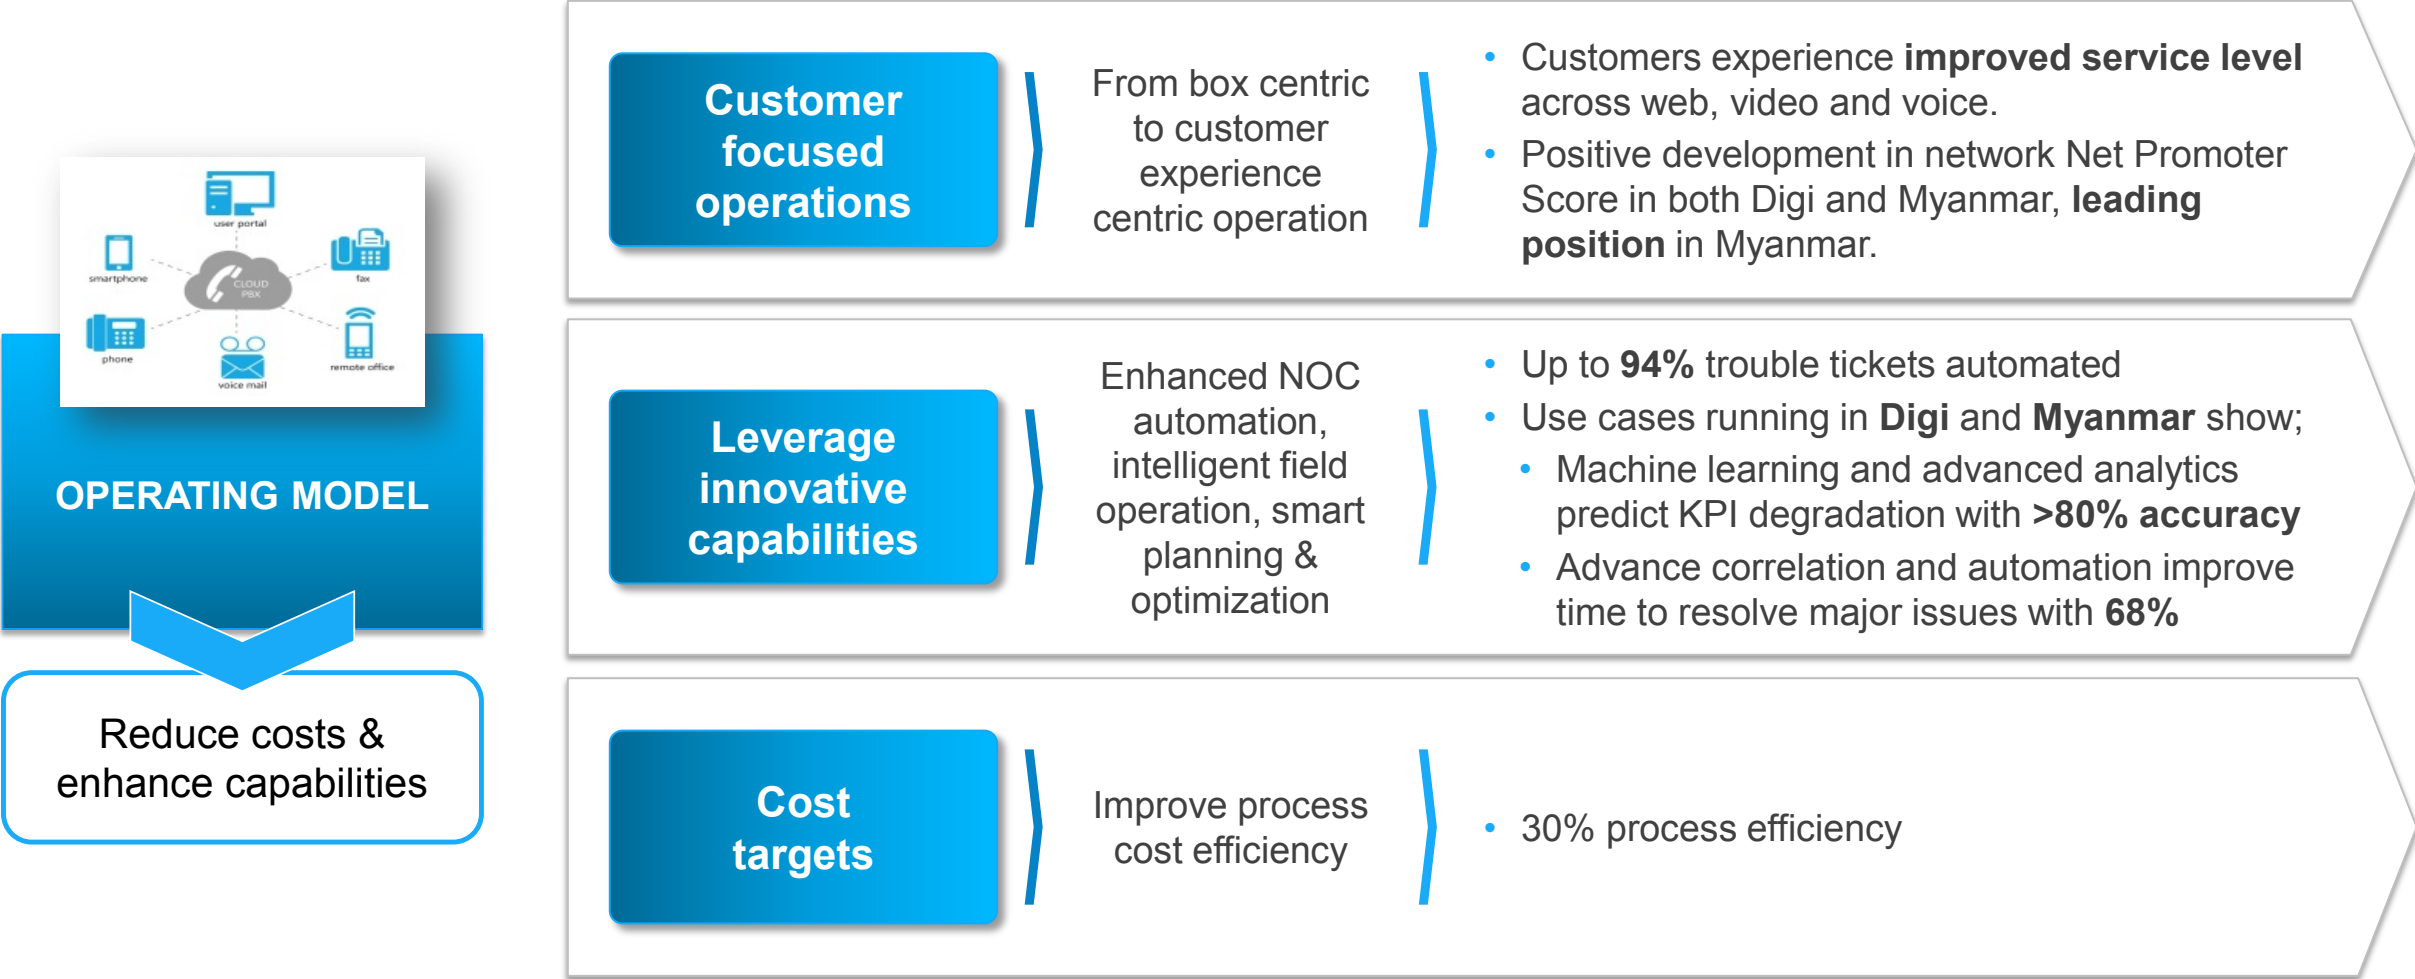 user portal
smartphone
fax
CLOUD
PBX
phone
voice mail
remote office
OPERATING MODEL
Reduce costs &
enhance capabilities
Customer
focused
operations
From box centric
to customer
experience
centric operation
• Customers experience improved service level
across web, video and voice.
• Positive development in network Net Promoter
Score in both Digi and Myanmar, leading
position in Myanmar.
Leverage
innovative
capabilities
Enhanced NOC
automation,
intelligent field
operation, smart
planning &
optimization
• Up to 94% trouble tickets automated
• Use cases running in Digi and Myanmar show;
• Machine learning and advanced analytics
predict KPI degradation with >80% accuracy
• Advance correlation and automation improve
time to resolve major issues with 68%
Cost
targets
Improve process
cost efficiency
• 30% process efficiency